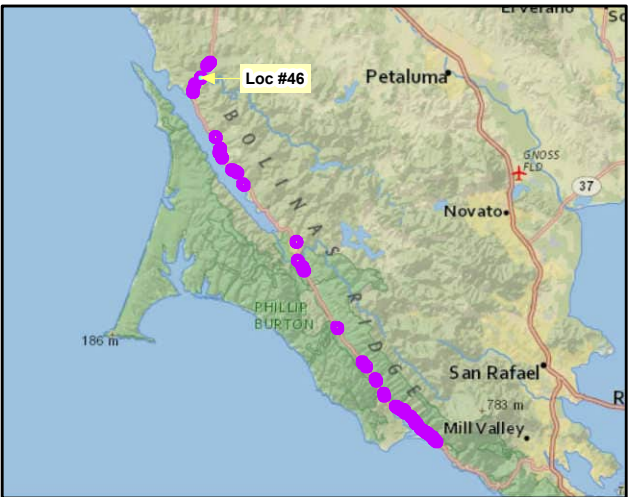 El Verano
So
Loc #46
Petaluma
GNOSS
FLD
37
BOLINAS RIDGE
Novato
PHILLIP
BURTON
186 m
San Rafael
783 m
R
Mill Valley